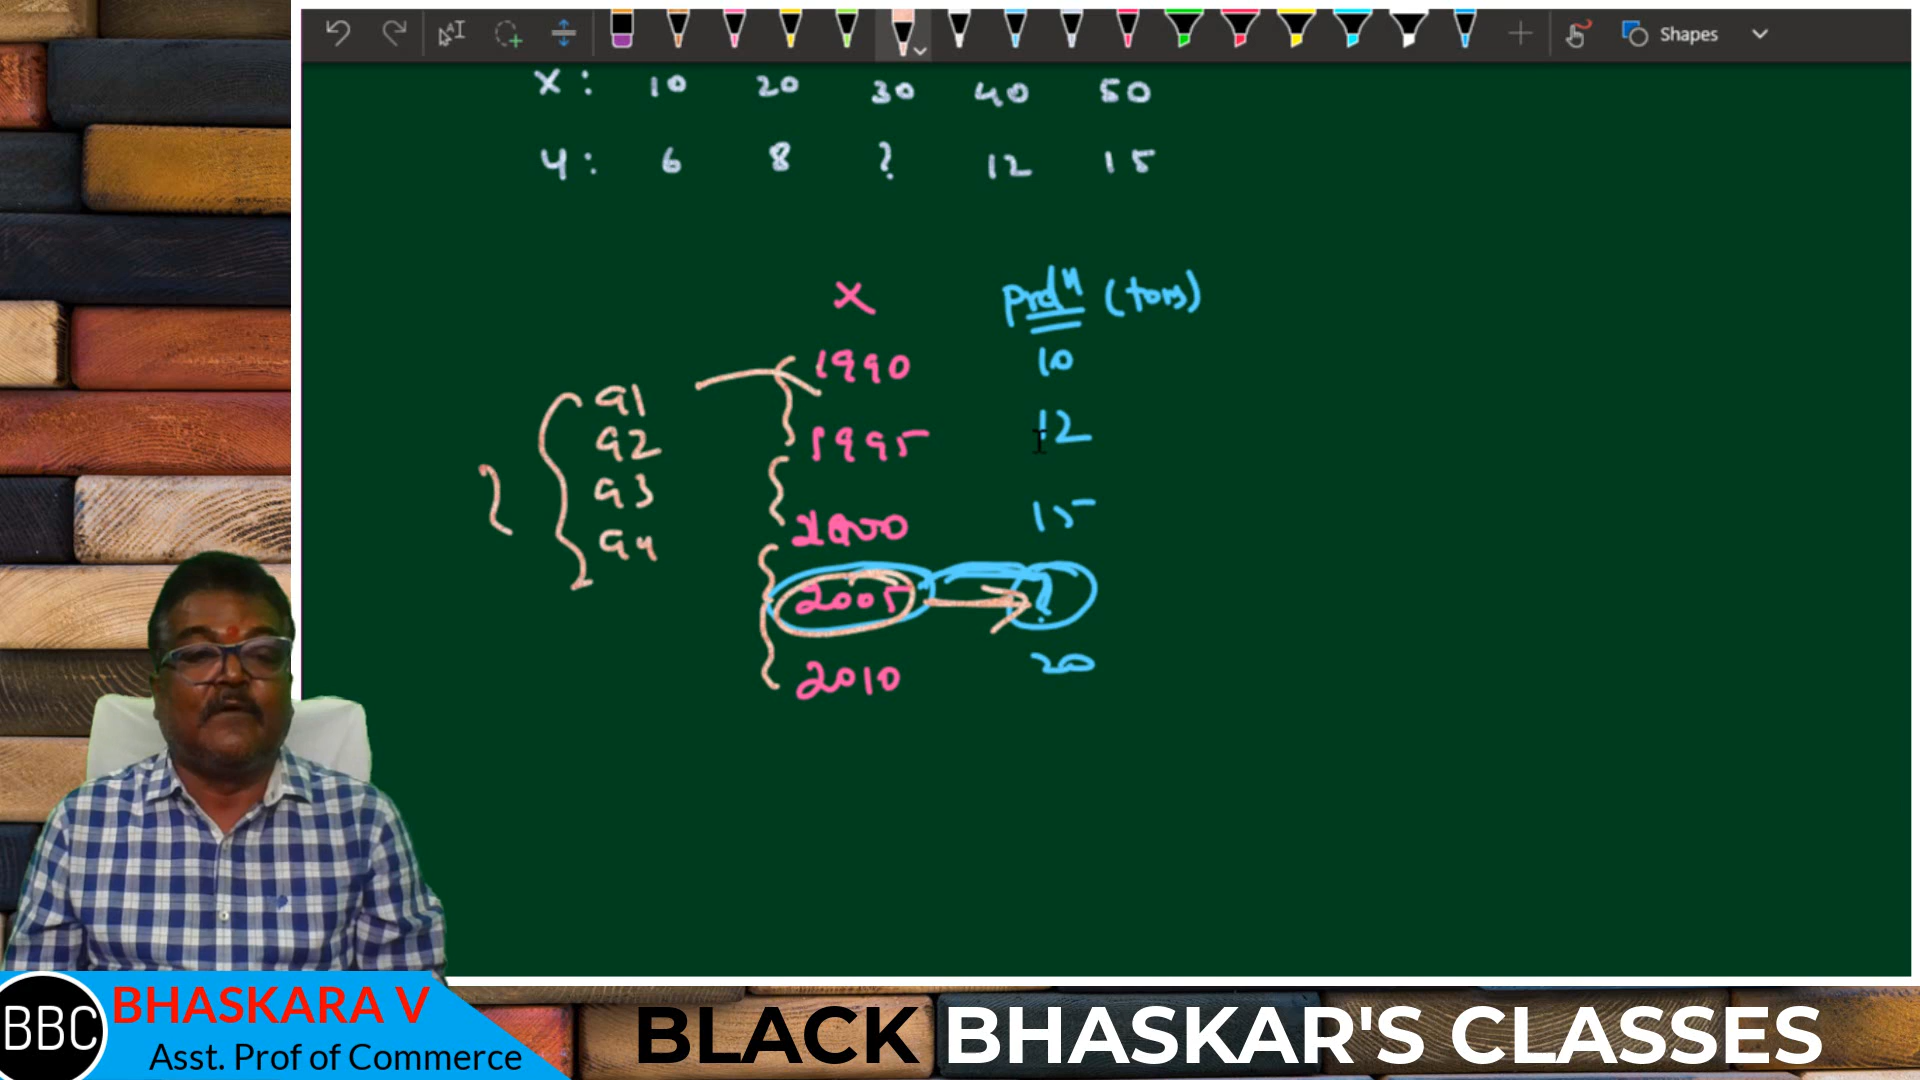 Shapes
X : 10 20 30 40 50
Y : 6 8 ? 12 15
X Prdn (tons)
1990 10
91
1995 12
92
93
2000 15
94
2005 ?
2010 20
BBC
BHASKARA V
Asst. Prof of Commerce
BLACK BHASKAR'S CLASSES